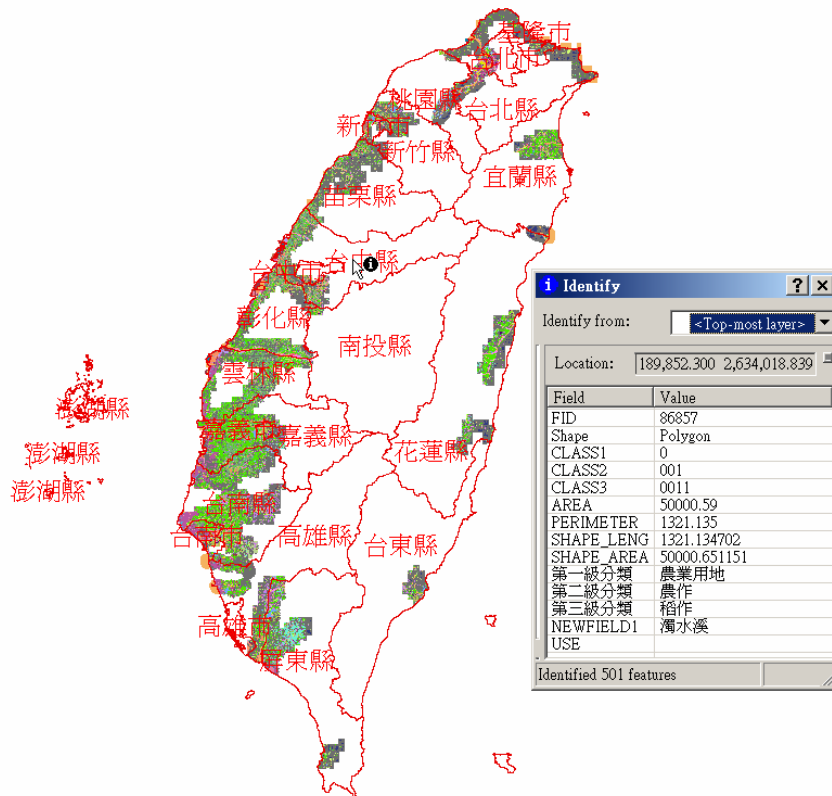 基隆市
台北市
桃園縣
台北縣
新竹市
新竹縣
宜蘭縣
苗栗縣
台中縣
台中市
彰化縣
南投縣
雲林縣
澎湖縣
嘉義市
嘉義縣
花蓮縣
澎湖縣
澎湖縣
台南縣
台南市
高雄縣
台東縣
高雄市
屏東縣
Identify
Identify from: <Top-most layer>
Location: 189,852.300 2,634,018.839
Field Value
FID 86857
Shape Polygon
CLASS1 0
CLASS2 001
CLASS3 0011
AREA 50000.59
PERIMETER 1321.135
SHAPE_LENG 1321.134702
SHAPE_AREA 50000.651151
第一級分類 農業用地
第二級分類 農作
第三級分類 稻作
NEWFIELD1 濁水溪
USE
Identified 501 features